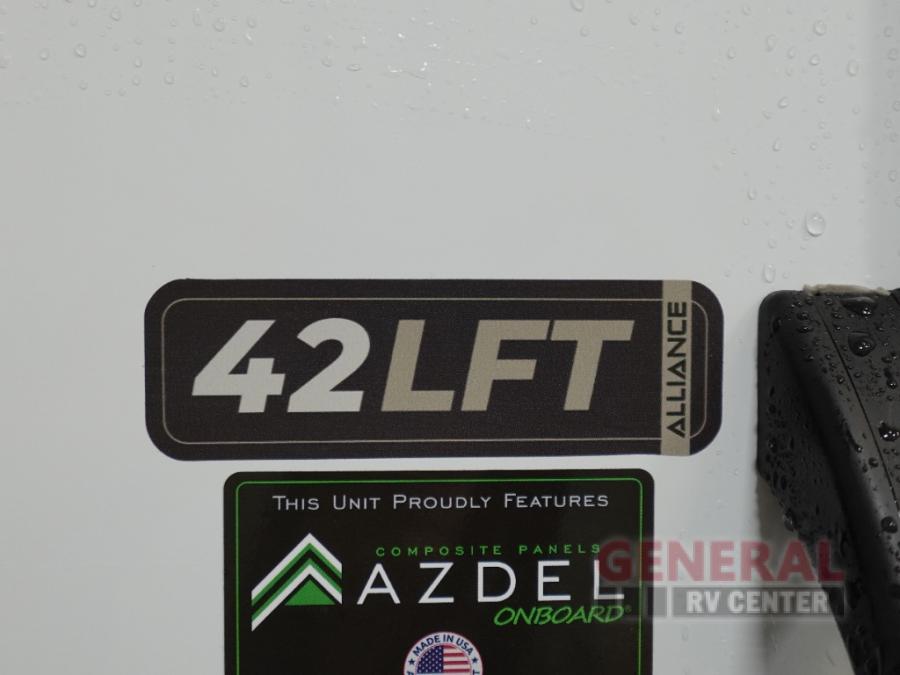 42LFT
ALLIANCE
This Unit Proudly Features
COMPOSITE PANELS
AZDEL
ONBOARD®
MADE IN USA
GENERAL
RV CENTER